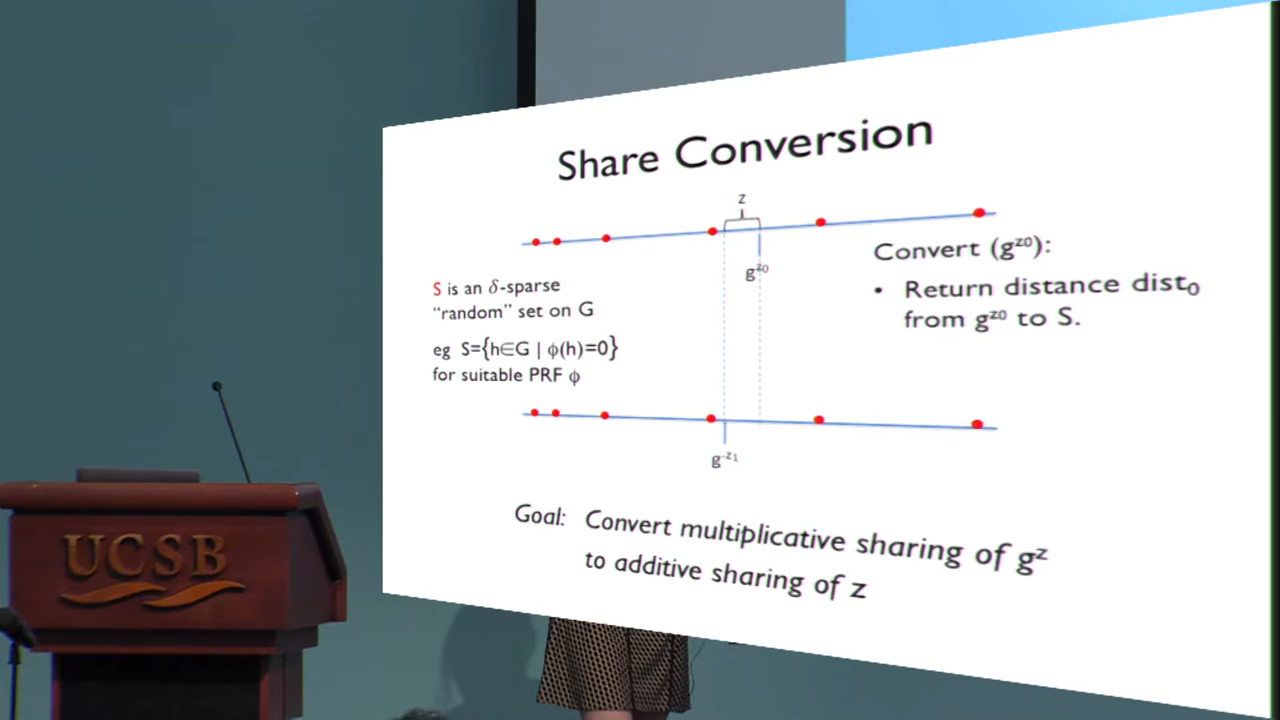 Share Conversion
z
g^z0
Convert (g^z0):
• Return distance dist₀
from g^z0 to S.
S is an δ-sparse
“random” set on G
eg S={h∈G | ϕ(h)=0}
for suitable PRF ϕ
g^-z₁
Goal: Convert multiplicative sharing of g^z
to additive sharing of z
UCSB